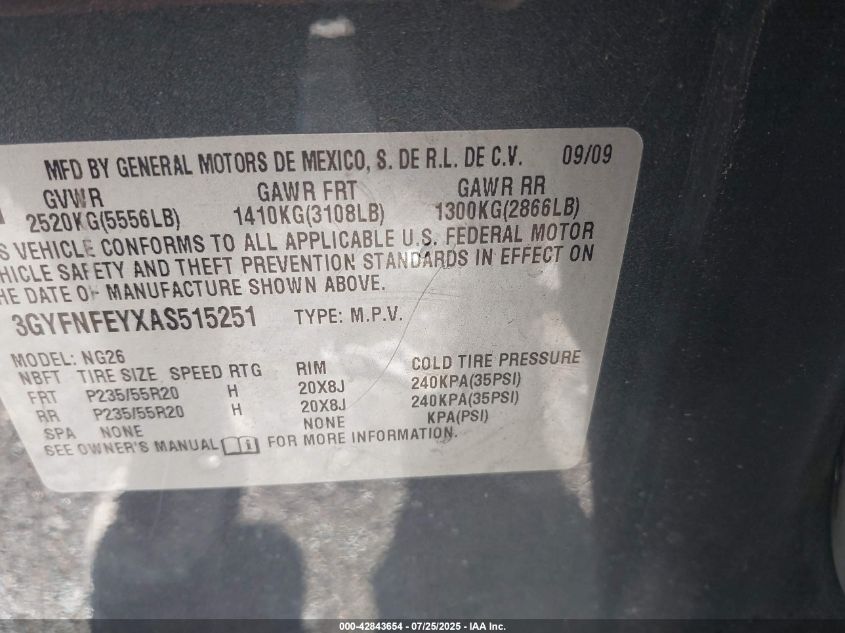 MFD BY GENERAL MOTORS DE MEXICO, S. DE R.L. DE C.V. 09/09
GVWR GAWR FRT GAWR RR
2520KG(5556LB) 1410KG(3108LB) 1300KG(2866LB)
S VEHICLE CONFORMS TO ALL APPLICABLE U.S. FEDERAL MOTOR
HICLE SAFETY AND THEFT PREVENTION STANDARDS IN EFFECT ON
HE DATE OF MANUFACTURE SHOWN ABOVE.
3GYFNFEYXAS515251 TYPE: M.P.V.
MODEL: NG26
NBFT TIRE SIZE SPEED RTG RIM COLD TIRE PRESSURE
FRT P235/55R20 H 20X8J 240KPA(35PSI)
RR P235/55R20 H 20X8J 240KPA(35PSI)
SPA NONE NONE KPA(PSI)
SEE OWNER'S MANUAL FOR MORE INFORMATION.
000-42843654 - 07/25/2025 - IAA Inc.